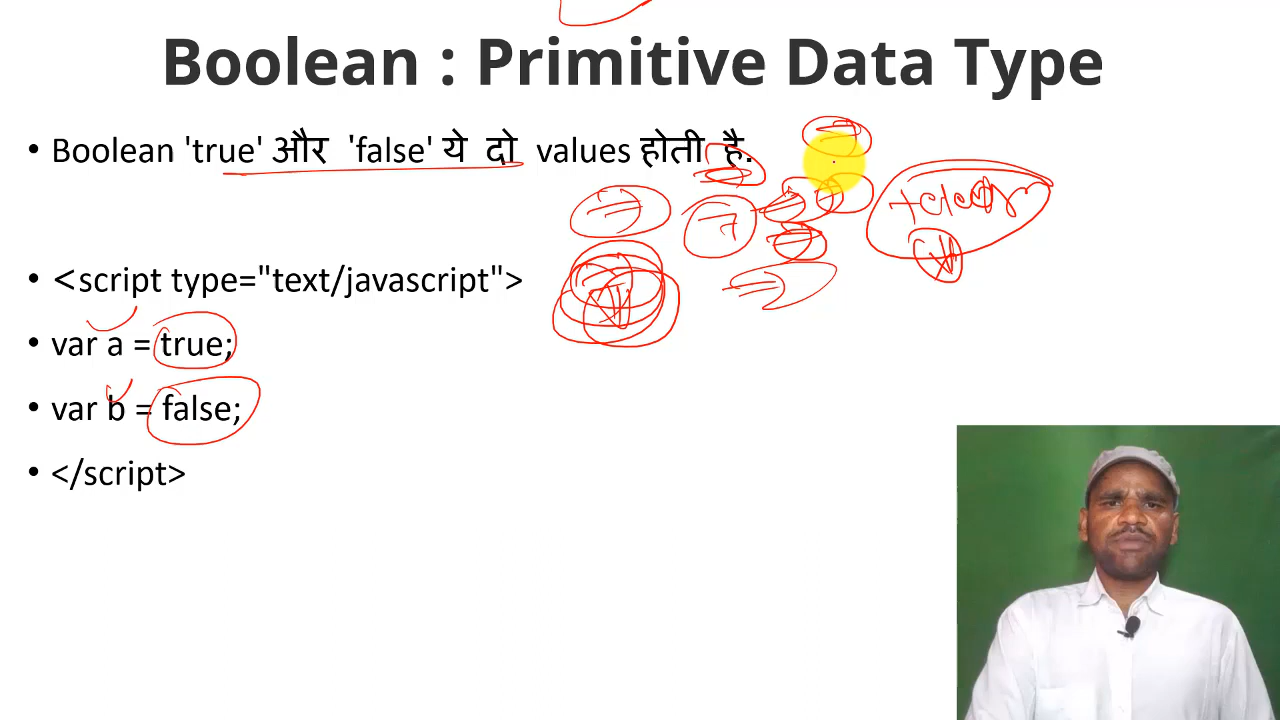 Boolean : Primitive Data Type
• Boolean 'true' और 'false' ये दो values होती है.
• <script type="text/javascript">
• var a = true;
• var b = false;
• </script>